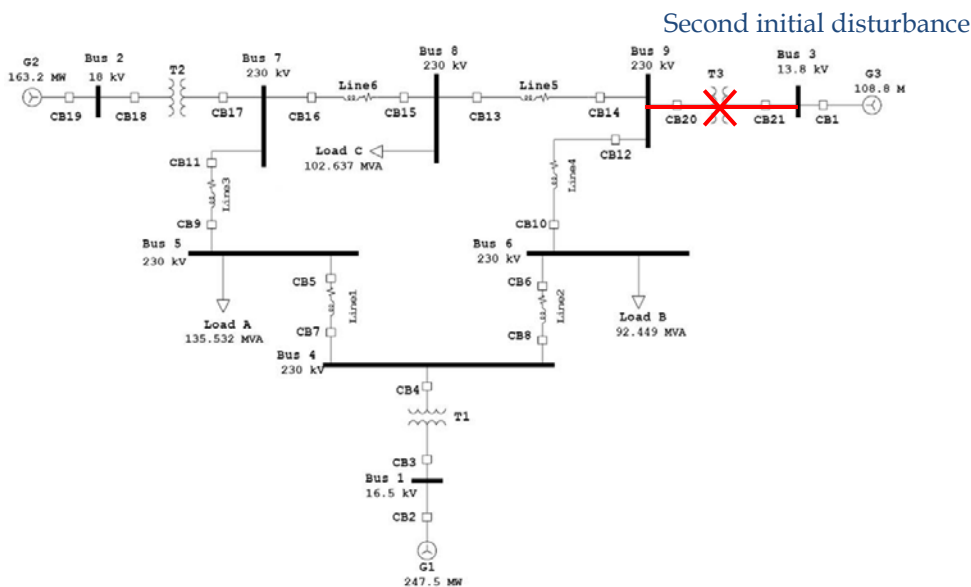 Second initial disturbance
G2
163.2 MW
Bus 2
18 kV
T2
Bus 7
230 kV
Line6
Bus 8
230 kV
Line5
Bus 9
230 kV
T3
Bus 3
13.8 kV
G3
108.8 M
CB19
CB18
CB17
CB16
CB15
CB13
CB14
CB20
CB21
CB1
CB11
Load C
102.637 MVA
CB12
Line3
Line4
CB9
CB10
Bus 5
230 kV
Bus 6
230 kV
CB5
Line1
CB6
Line2
Load A
135.532 MVA
CB7
CB8
Load B
92.449 MVA
Bus 4
230 kV
CB4
T1
CB3
Bus 1
16.5 kV
CB2
G1
247.5 MW